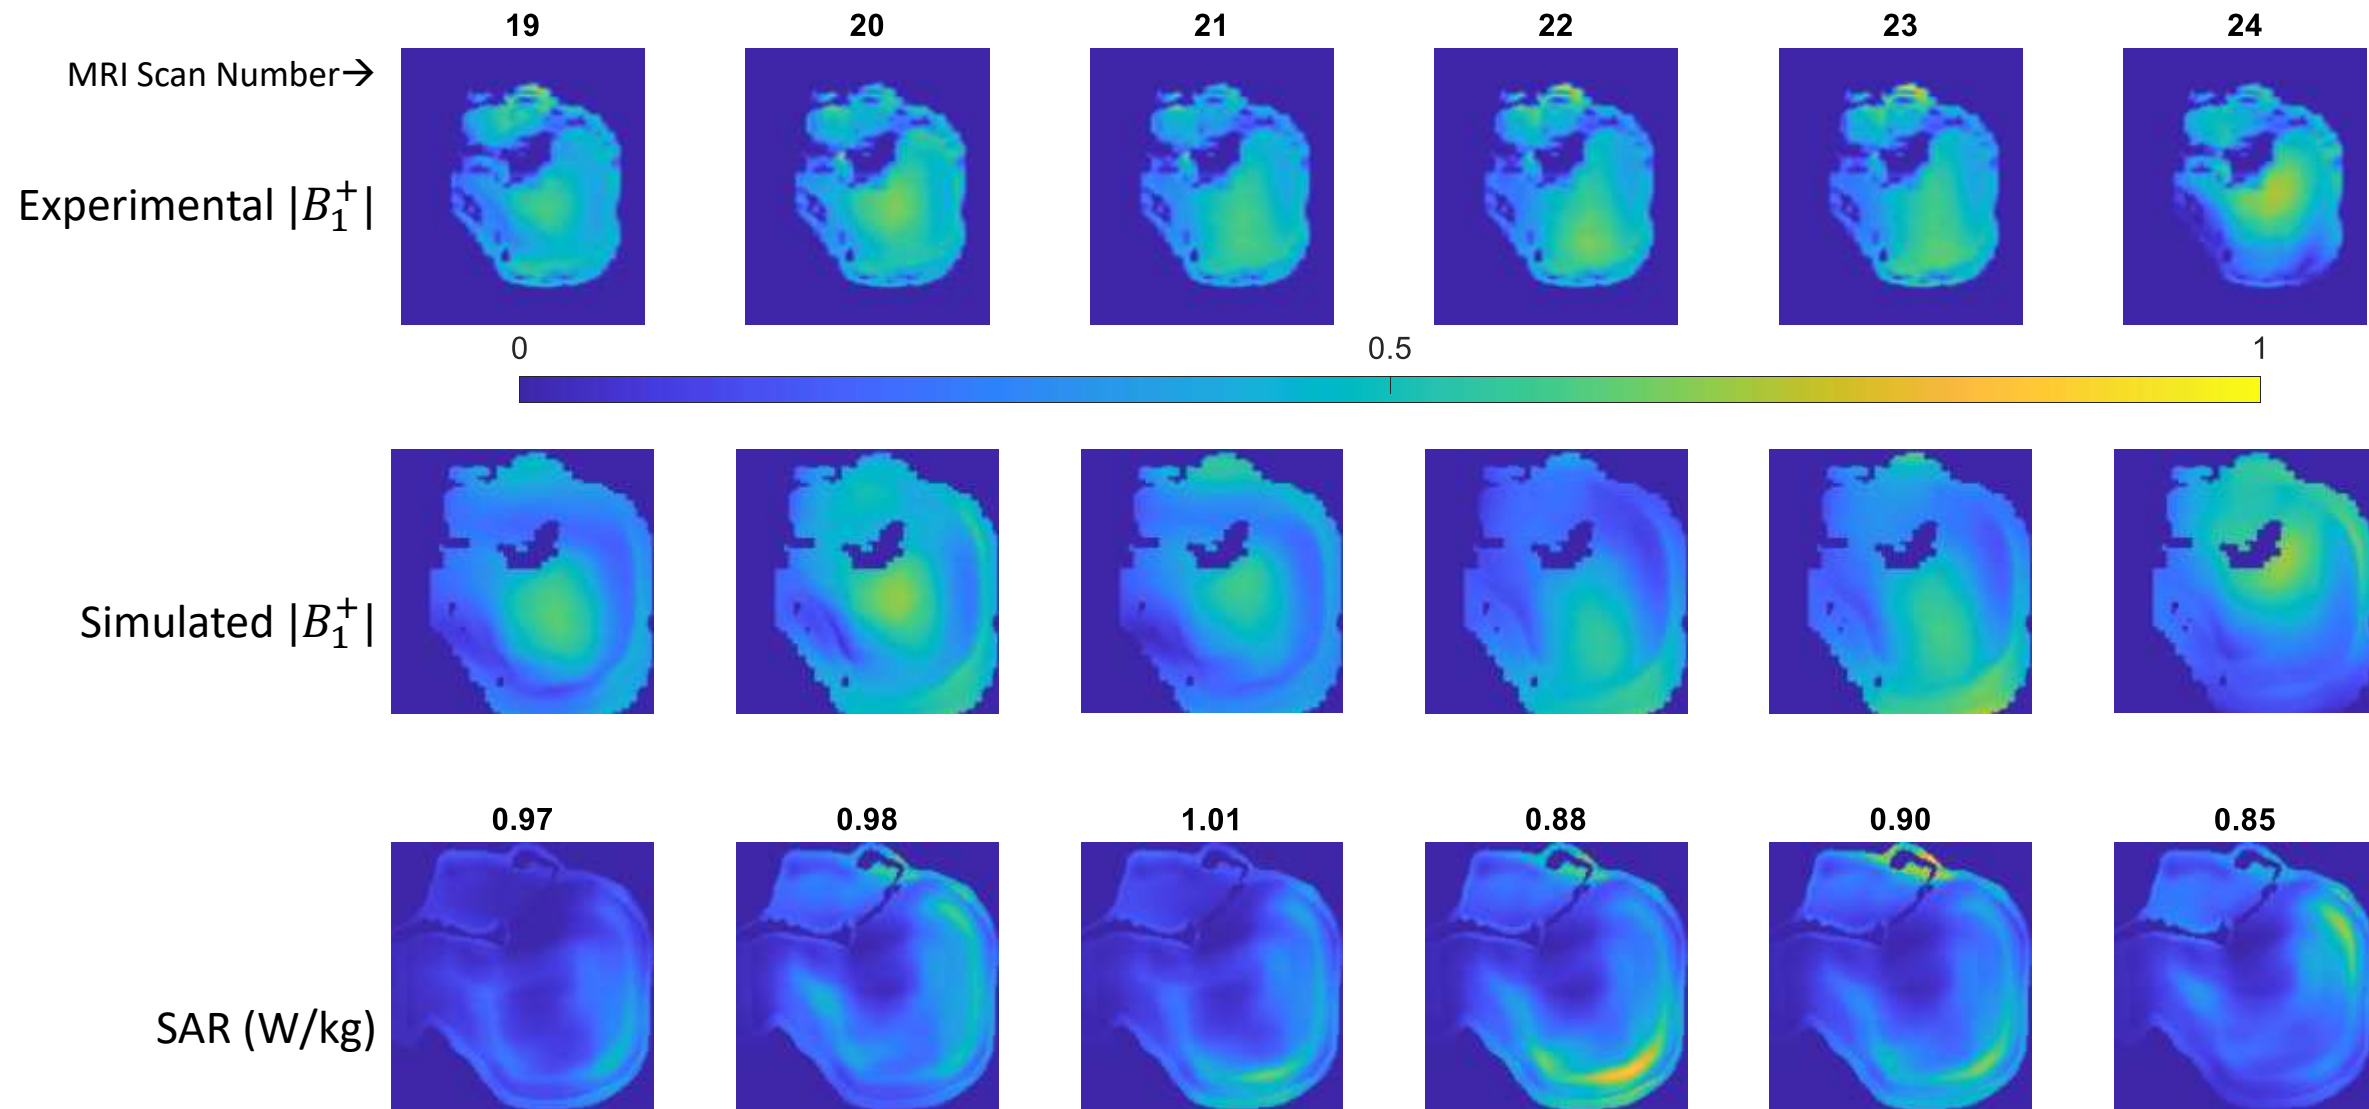 19 20 21 22 23 24
MRI Scan Number→
Experimental |B₁⁺|
0 0.5 1
Simulated |B₁⁺|
0.97 0.98 1.01 0.88 0.90 0.85
SAR (W/kg)